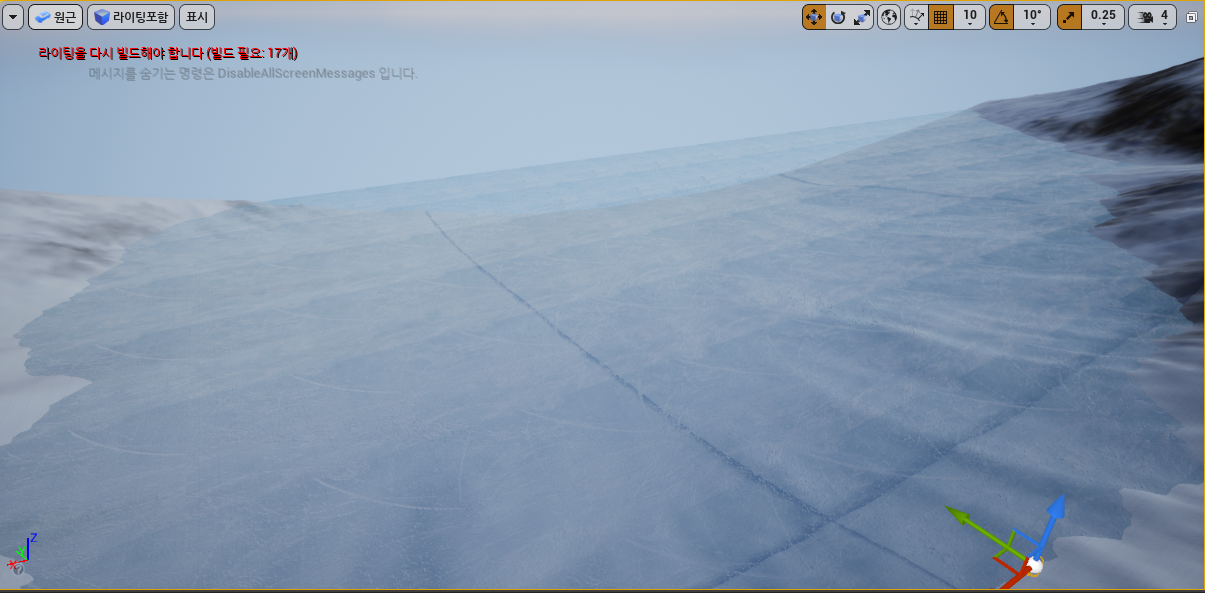 원근 라이팅포함 표시 10 10° 0.25 4
라이팅을 다시 빌드해야 합니다 (빌드 필요: 17개)
메시지를 숨기는 명령은 DisableAllScreenMessages 입니다.
Z